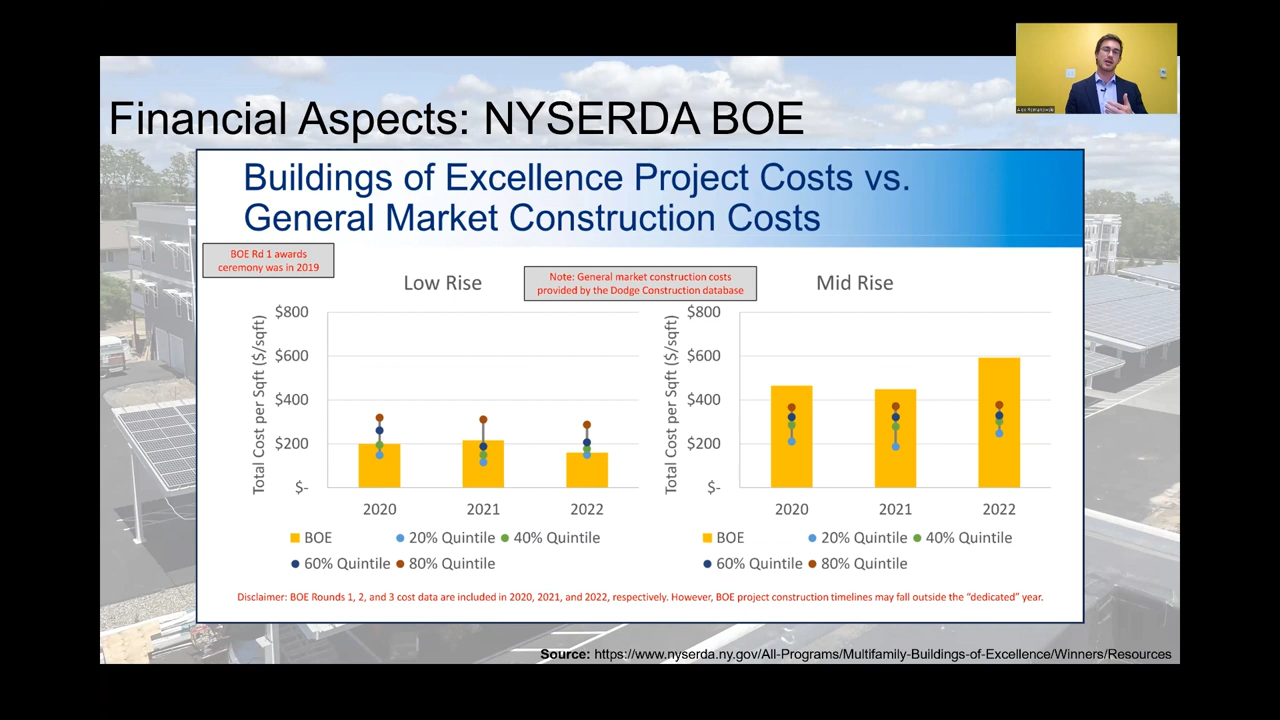 Financial Aspects: NYSERDA BOE
Buildings of Excellence Project Costs vs.
General Market Construction Costs
BOE Rd 1 awards
ceremony was in 2019
Note: General market construction costs
provided by the Dodge Construction database
Low Rise
Total Cost per Sqft ($/sqft)
$800
$600
$400
$200
$-
2020
2021
2022
BOE
20% Quintile
40% Quintile
60% Quintile
80% Quintile
Mid Rise
Total Cost per Sqft ($/sqft)
$800
$600
$400
$200
$-
2020
2021
2022
BOE
20% Quintile
40% Quintile
60% Quintile
80% Quintile
Disclaimer: BOE Rounds 1, 2, and 3 cost data are included in 2020, 2021, and 2022, respectively. However, BOE project construction timelines may fall outside the “dedicated” year.
Source: https://www.nyserda.ny.gov/All-Programs/Multifamily-Buildings-of-Excellence/Winners/Resources